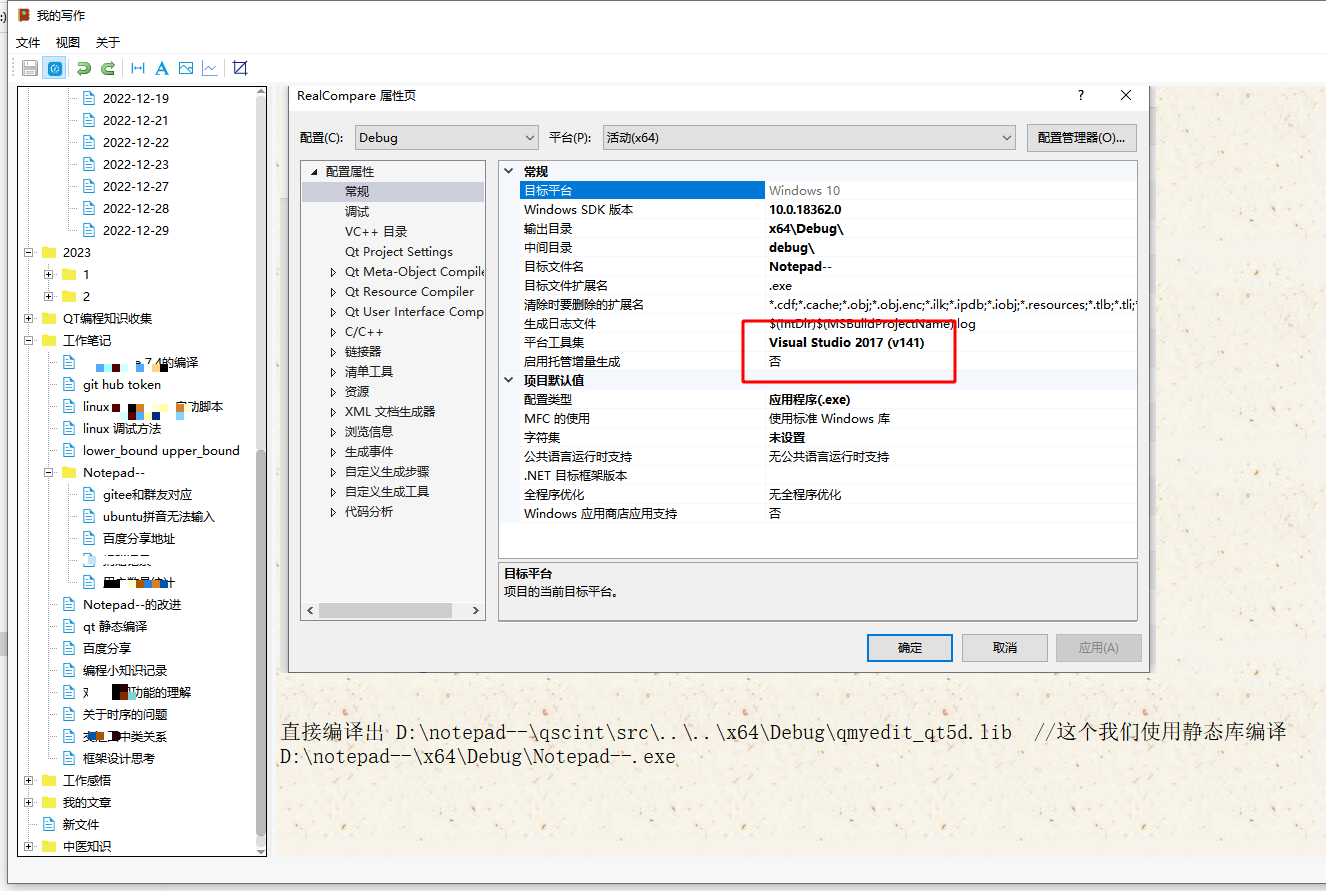 我的写作
文件 视图 关于
2022-12-19
2022-12-21
2022-12-22
2022-12-23
2022-12-27
2022-12-28
2022-12-29
2023
1
2
QT编程知识收集
工作笔记
7.4的编译
git hub token
linux 动脚本
linux 调试方法
lower_bound upper_bound
Notepad--
gitee和群友对应
ubuntu拼音无法输入
百度分享地址
Notepad--的改进
qt 静态编译
百度分享
编程小知识记录
功能的理解
关于时序的问题
中类关系
框架设计思考
工作感悟
我的文章
新文件
中医知识
RealCompare 属性页 ?
配置(C): Debug 平台(P): 活动(x64) 配置管理器(O)...
配置属性
常规
调试
VC++ 目录
Qt Project Settings
Qt Meta-Object Compile
Qt Resource Compiler
Qt User Interface Comp
C/C++
链接器
清单工具
资源
XML 文档生成器
浏览信息
生成事件
自定义生成步骤
自定义生成工具
代码分析
常规
目标平台 Windows 10
Windows SDK 版本 10.0.18362.0
输出目录 x64\Debug\
中间目录 debug\
目标文件名 Notepad--
目标文件扩展名 .exe
清除时要删除的扩展名 *.cdf;*.cache;*.obj;*.obj.enc;*.ilk;*.ipdb;*.iobj;*.resources;*.tlb;*.tli;*
生成日志文件 $(IntDir)$(MSBuildProjectName).log
平台工具集 Visual Studio 2017 (v141)
启用托管增量生成 否
项目默认值
配置类型 应用程序(.exe)
MFC 的使用 使用标准 Windows 库
字符集 未设置
公共语言运行时支持 无公共语言运行时支持
.NET 目标框架版本
全程序优化 无全程序优化
Windows 应用商店应用支持 否
目标平台
项目的当前目标平台。
确定 取消 应用(A)
直接编译出 D:\notepad--\qscint\src\..\..\x64\Debug\qmyedit_qt5d.lib //这个我们使用静态库编译
D:\notepad--\x64\Debug\Notepad--.exe